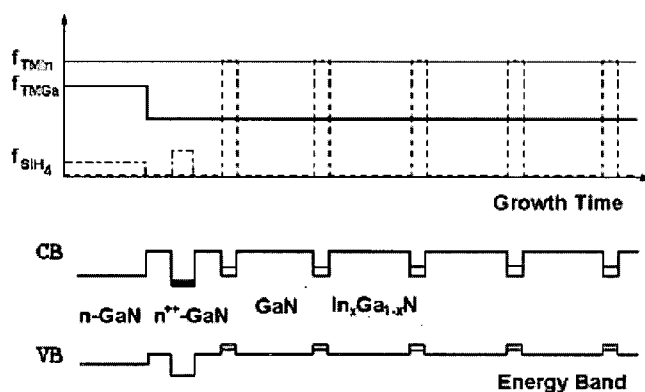 f_TMIn
f_TMGa
f_SiH₄
Growth Time
CB
n-GaN n⁺⁺-GaN GaN InₓGa₁₋ₓN
VB
Energy Band